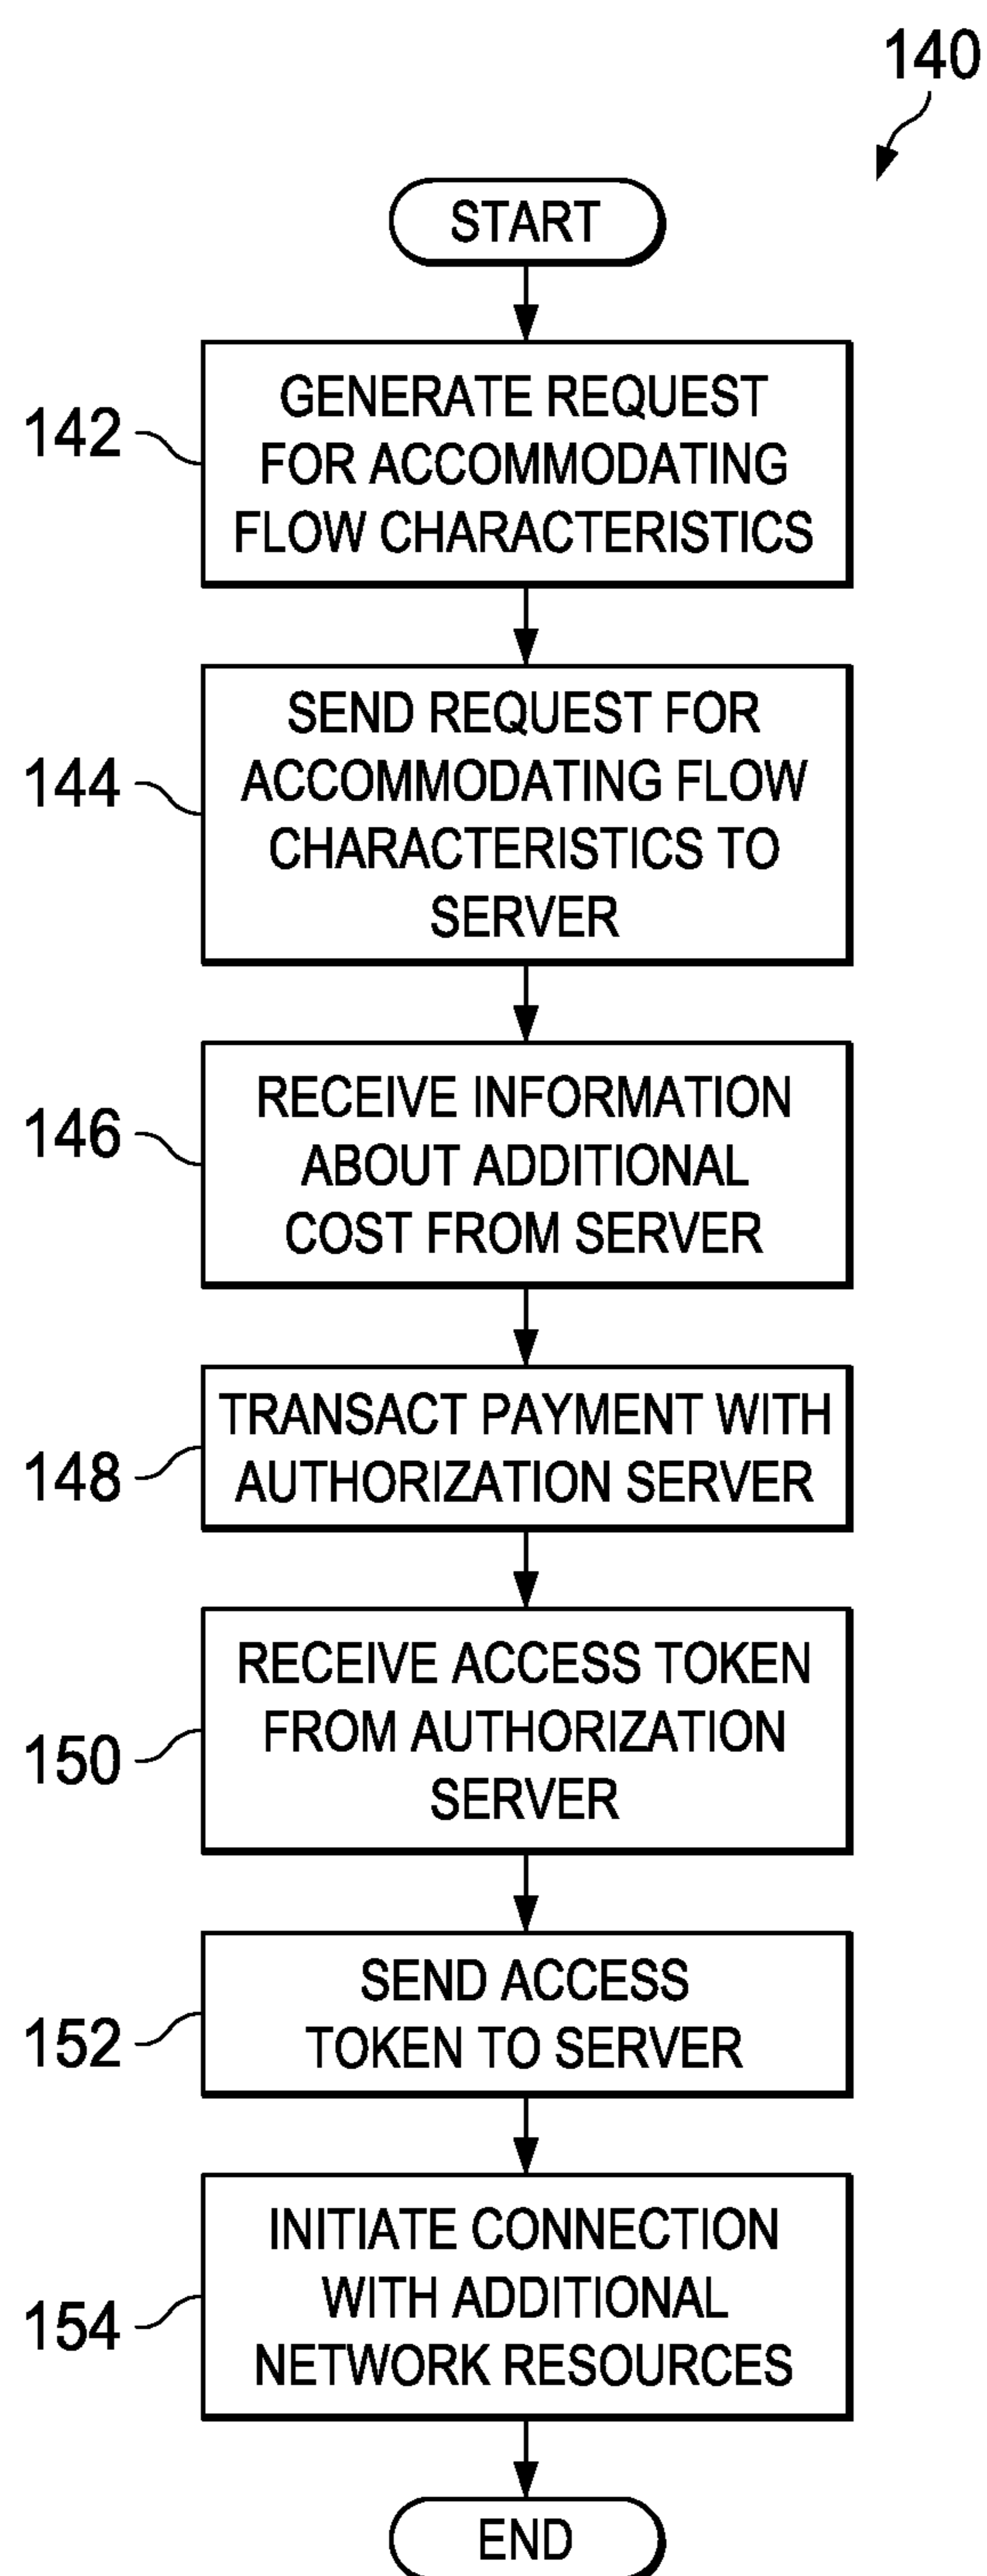 140
START
142
GENERATE REQUEST
FOR ACCOMMODATING
FLOW CHARACTERISTICS
144
SEND REQUEST FOR
ACCOMMODATING FLOW
CHARACTERISTICS TO
SERVER
146
RECEIVE INFORMATION
ABOUT ADDITIONAL
COST FROM SERVER
148
TRANSACT PAYMENT WITH
AUTHORIZATION SERVER
150
RECEIVE ACCESS TOKEN
FROM AUTHORIZATION
SERVER
152
SEND ACCESS
TOKEN TO SERVER
154
INITIATE CONNECTION
WITH ADDITIONAL
NETWORK RESOURCES
END